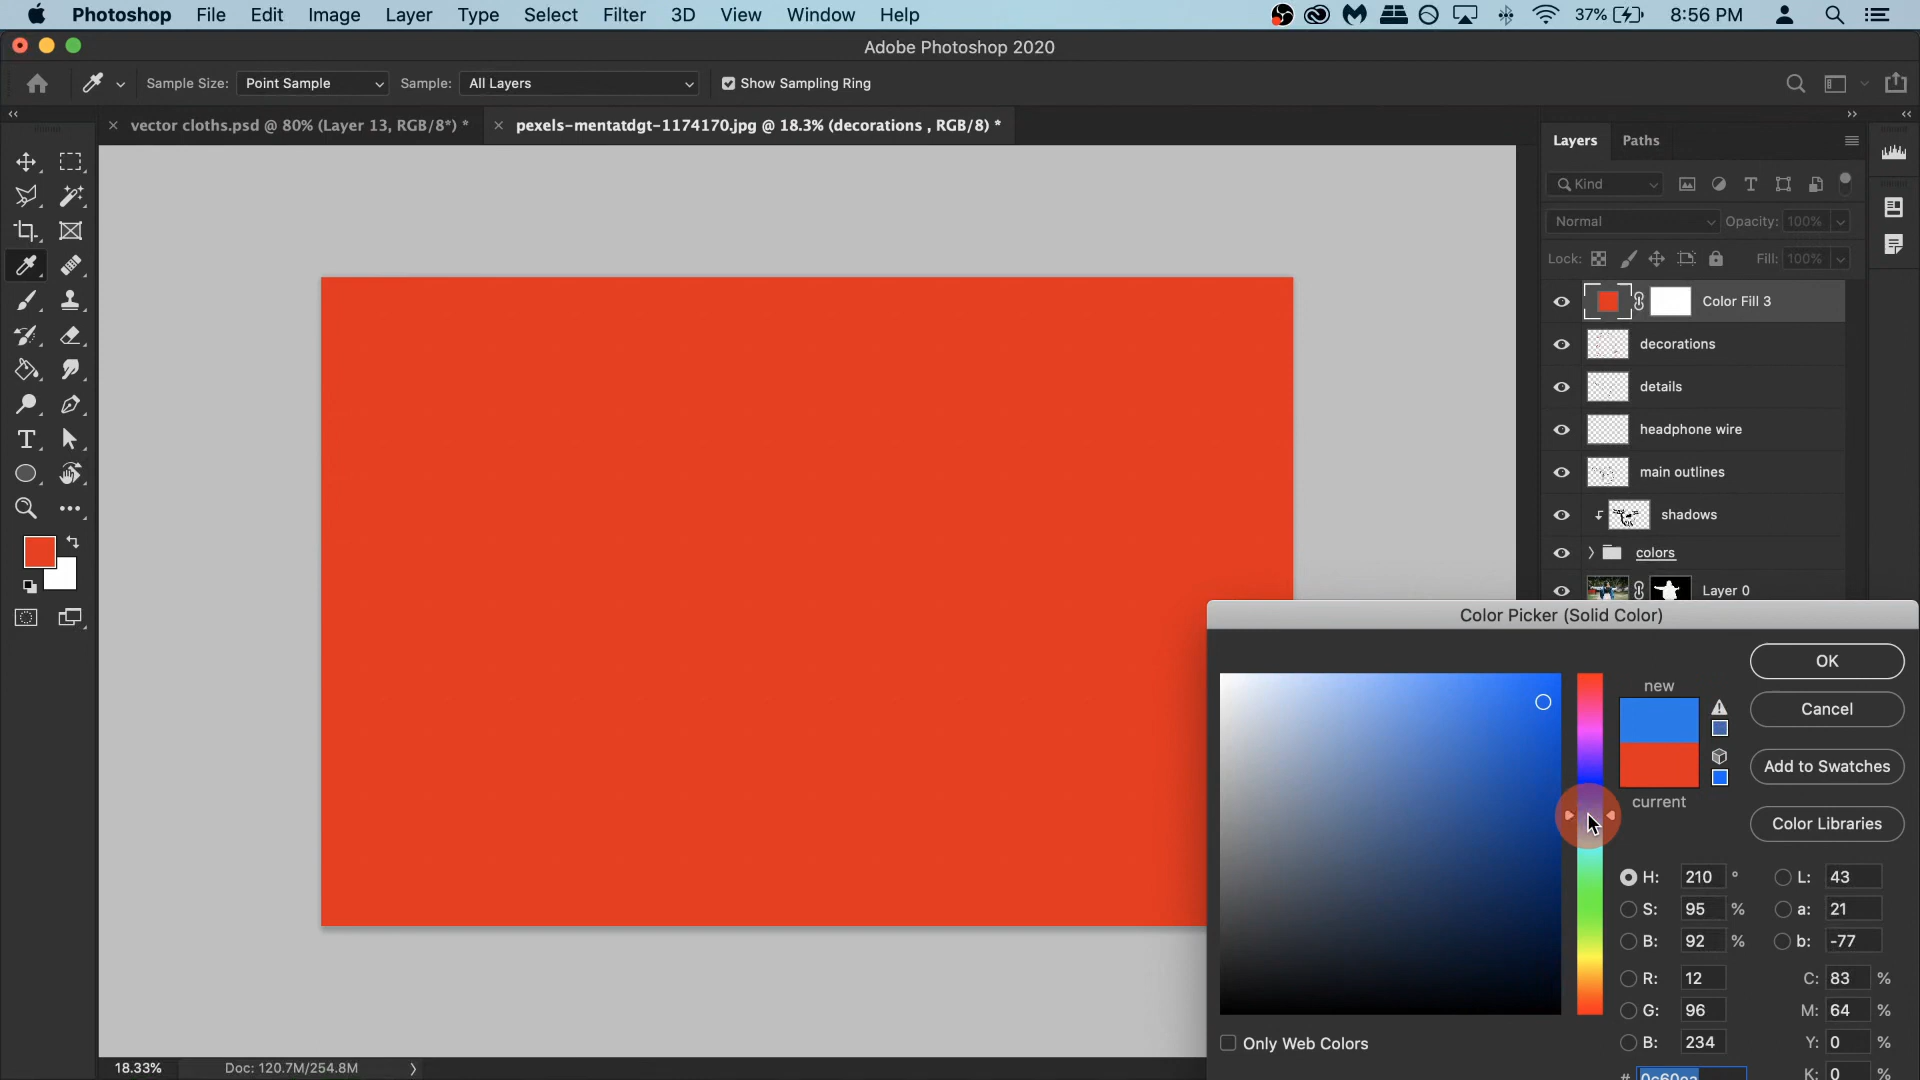 Photoshop File Edit Image Layer Type Select Filter 3D View Window Help 37% 8:56 PM
Adobe Photoshop 2020
Sample Size: Point Sample Sample: All Layers Show Sampling Ring
vector cloths.psd @ 80% (Layer 13, RGB/8*) * pexels-mentatdgt-1174170.jpg @ 18.3% (decorations , RGB/8) *
Layers Paths
Kind
Normal Opacity: 100%
Lock: Fill: 100%
Color Fill 3
decorations
details
headphone wire
main outlines
shadows
colors
Layer 0
Color Picker (Solid Color)
OK
new
Cancel
Add to Swatches
current
Color Libraries
H: 210 ° L: 43
S: 95 % a: 21
B: 92 % b: -77
R: 12 C: 83 %
G: 96 M: 64 %
B: 234 Y: 0 %
Only Web Colors
# 0c60ea K: 0 %
18.33% Doc: 120.7M/254.8M